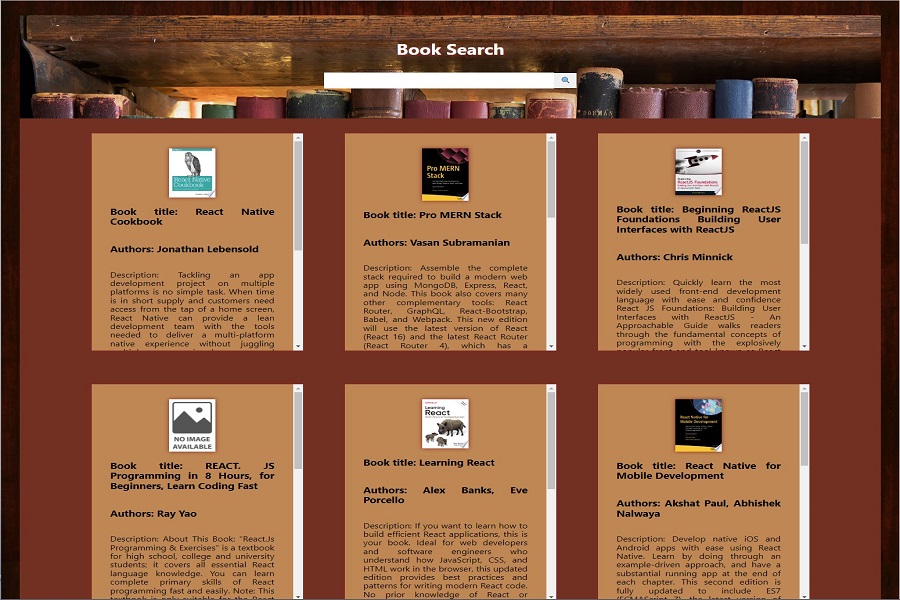 Book Search
DORMAN
React Native
Cookbook
Book title: React Native
Cookbook
Authors: Jonathan Lebensold
Description: Tackling an app
development project on multiple
platforms is no simple task. When time
is in short supply and customers need
access from the tap of a home screen,
React Native can provide a lean
development team with the tools
needed to deliver a multi-platform
native experience without juggling
Pro MERN
Stack
Book title: Pro MERN Stack
Authors: Vasan Subramanian
Description: Assemble the complete
stack required to build a modern web
app using MongoDB, Express, React,
and Node. This book also covers many
other complementary tools: React
Router, GraphQL, React-Bootstrap,
Babel, and Webpack. This new edition
will use the latest version of React
(React 16) and the latest React Router
(React Router 4), which has a
ReactJS Foundations
Book title: Beginning ReactJS
Foundations Building User
Interfaces with ReactJS
Authors: Chris Minnick
Description: Quickly learn the most
widely used front-end development
language with ease and confidence
React JS Foundations: Building User
Interfaces with ReactJS - An
Approachable Guide walks readers
through the fundamental concepts of
programming with the explosively
NO IMAGE
AVAILABLE
Book title: REACT. JS
Programming in 8 Hours, for
Beginners, Learn Coding Fast
Authors: Ray Yao
Description: About This Book: "ReactJs
Programming & Exercises" is a textbook
for high school, college and university
students; it covers all essential React
language knowledge. You can learn
complete primary skills of React
programming fast and easily. Note: This
textbook is only suitable for the React
Learning
React
Book title: Learning React
Authors: Alex Banks, Eve
Porcello
Description: If you want to learn how to
build efficient React applications, this is
your book. Ideal for web developers
and software engineers who
understand how JavaScript, CSS, and
HTML work in the browser, this updated
edition provides best practices and
patterns for writing modern React code.
No prior knowledge of React or
React Native for
Mobile Development
Book title: React Native for
Mobile Development
Authors: Akshat Paul, Abhishek
Nalwaya
Description: Develop native iOS and
Android apps with ease using React
Native. Learn by doing through an
example-driven approach, and have a
substantial running app at the end of
each chapter. This second edition is
fully updated to include ES7
(ECMAScript 7), the latest version of